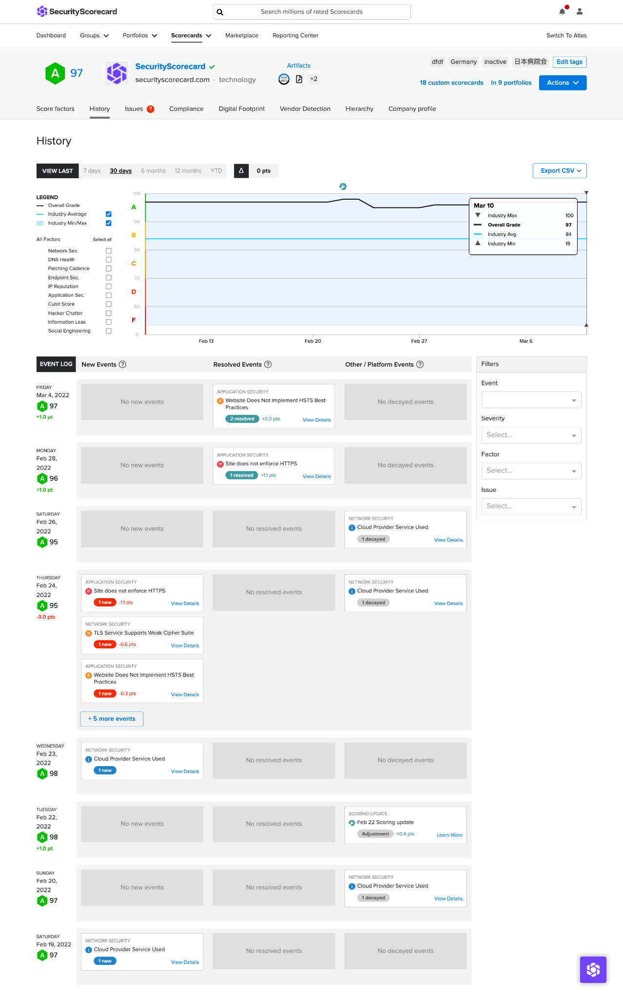 SecurityScorecard
Search millions of rated Scorecards
Dashboard
Groups
Portfolios
Scorecards
Marketplace
Reporting Center
Switch To Atlas
A 97
SecurityScorecard
securityscorecard.com · technology
Artifacts
+2
dfdf Germany inactive 日本病院会 Edit tags
18 custom scorecards In 9 portfolios Actions
Score factors
History
Issues 7
Compliance
Digital Footprint
Vendor Detection
Hierarchy
Company profile
History
VIEW LAST 7 days 30 days 6 months 12 months YTD
Δ 0 pts
Export CSV
LEGEND
Overall Grade
Industry Average
Industry Min/Max
All Factors Select all
Network Sec.
DNS Health
Patching Cadence
Endpoint Sec.
IP Reputation
Application Sec.
Cubit Score
Hacker Chatter
Information Leak
Social Engineering
100
A
90
B
80
C
70
D
60
F
0
Feb 13
Feb 20
Feb 27
Mar 6
Mar 10
Industry Max 100
Overall Grade 97
Industry Avg 84
Industry Min 19
EVENT LOG
New Events ?
Resolved Events ?
Other / Platform Events ?
Filters
Event
Severity
Select...
Factor
Select...
Issue
Select...
FRIDAY
Mar 4, 2022
A 97
+1.0 pt
No new events
APPLICATION SECURITY
!! Website Does Not Implement HSTS Best
Practices
2 resolved +0.3 pts View Details
No decayed events
MONDAY
Feb 28,
2022
A 96
+1.0 pt
No new events
APPLICATION SECURITY
!!! Site does not enforce HTTPS
1 resolved +1.1 pts View Details
No decayed events
SATURDAY
Feb 26,
2022
A 95
No new events
No resolved events
NETWORK SECURITY
i Cloud Provider Service Used
1 decayed View Details
THURSDAY
Feb 24,
2022
A 95
-3.0 pts
APPLICATION SECURITY
!!! Site does not enforce HTTPS
1 new -1.1 pts View Details
NETWORK SECURITY
!! TLS Service Supports Weak Cipher Suite
1 new -0.6 pts View Details
APPLICATION SECURITY
!! Website Does Not Implement HSTS Best
Practices
1 new -0.3 pts View Details
+ 5 more events
No resolved events
NETWORK SECURITY
i Cloud Provider Service Used
1 decayed View Details
WEDNESDAY
Feb 23,
2022
A 98
NETWORK SECURITY
i Cloud Provider Service Used
1 new View Details
No resolved events
No decayed events
TUESDAY
Feb 22,
2022
A 98
+1.0 pt
No new events
No resolved events
SCORING UPDATE
Feb 22 Scoring update
Adjustment +0.4 pts Learn More
SUNDAY
Feb 20,
2022
A 97
No new events
No resolved events
NETWORK SECURITY
i Cloud Provider Service Used
1 decayed View Details
SATURDAY
Feb 19, 2022
A 97
NETWORK SECURITY
i Cloud Provider Service Used
1 new View Details
No resolved events
No decayed events